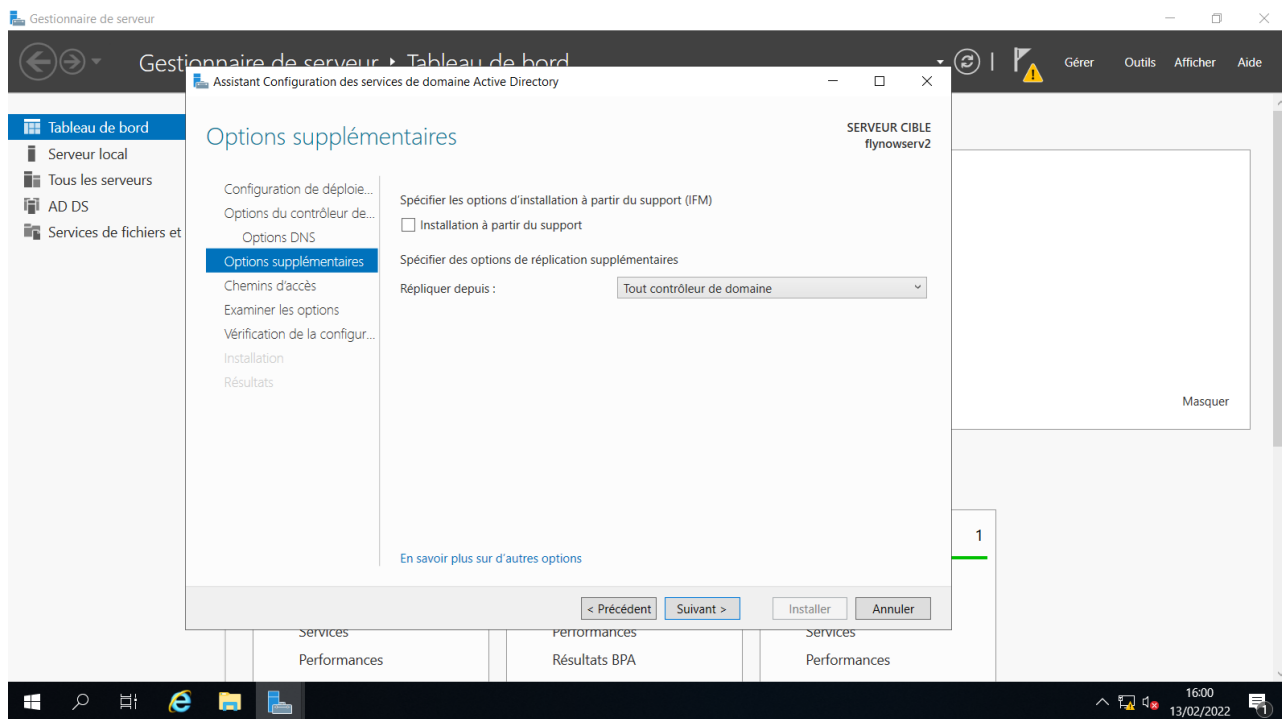 Gestionnaire de serveur
Gestionnaire de serveur Tableau de bord
Gérer Outils Afficher Aide
Assistant Configuration des services de domaine Active Directory
Tableau de bord
Serveur local
Tous les serveurs
AD DS
Services de fichiers et
Options supplémentaires
SERVEUR CIBLE
flynowserv2
Configuration de déploie...
Options du contrôleur de...
Options DNS
Options supplémentaires
Chemins d'accès
Examiner les options
Vérification de la configur...
Installation
Résultats
Spécifier les options d'installation à partir du support (IFM)
Installation à partir du support
Spécifier des options de réplication supplémentaires
Répliquer depuis : Tout contrôleur de domaine
En savoir plus sur d'autres options
< Précédent Suivant > Installer Annuler
Masquer
1
Services Performances Services
Performances Résultats BPA Performances
16:00
13/02/2022
1